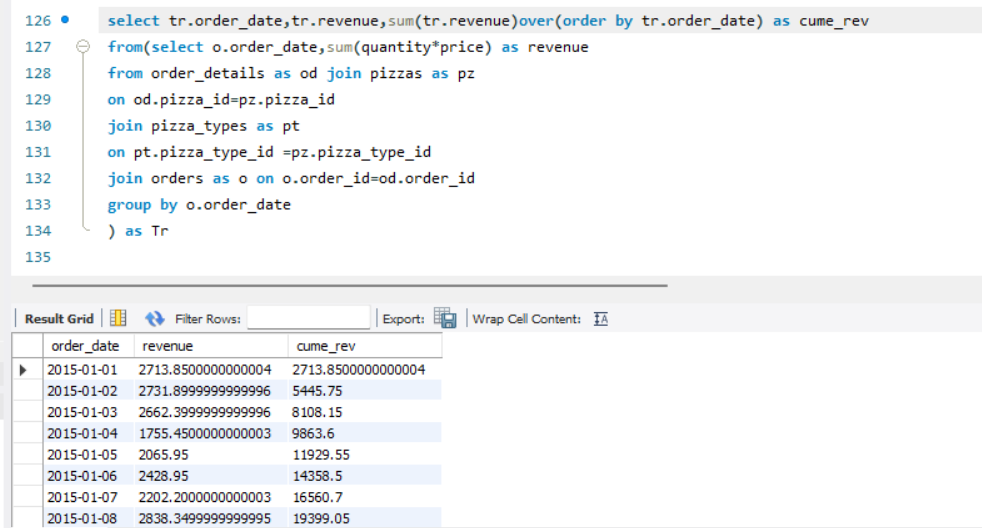 126 select tr.order_date,tr.revenue,sum(tr.revenue)over(order by tr.order_date) as cume_rev
127 from(select o.order_date,sum(quantity*price) as revenue
128 from order_details as od join pizzas as pz
129 on od.pizza_id=pz.pizza_id
130 join pizza_types as pt
131 on pt.pizza_type_id =pz.pizza_type_id
132 join orders as o on o.order_id=od.order_id
133 group by o.order_date
134 ) as Tr
135
Result Grid Filter Rows: Export: Wrap Cell Content: IA
order_date revenue cume_rev
2015-01-01 2713.8500000000004 2713.8500000000004
2015-01-02 2731.8999999999996 5445.75
2015-01-03 2662.3999999999996 8108.15
2015-01-04 1755.4500000000003 9863.6
2015-01-05 2065.95 11929.55
2015-01-06 2428.95 14358.5
2015-01-07 2202.2000000000003 16560.7
2015-01-08 2838.3499999999995 19399.05